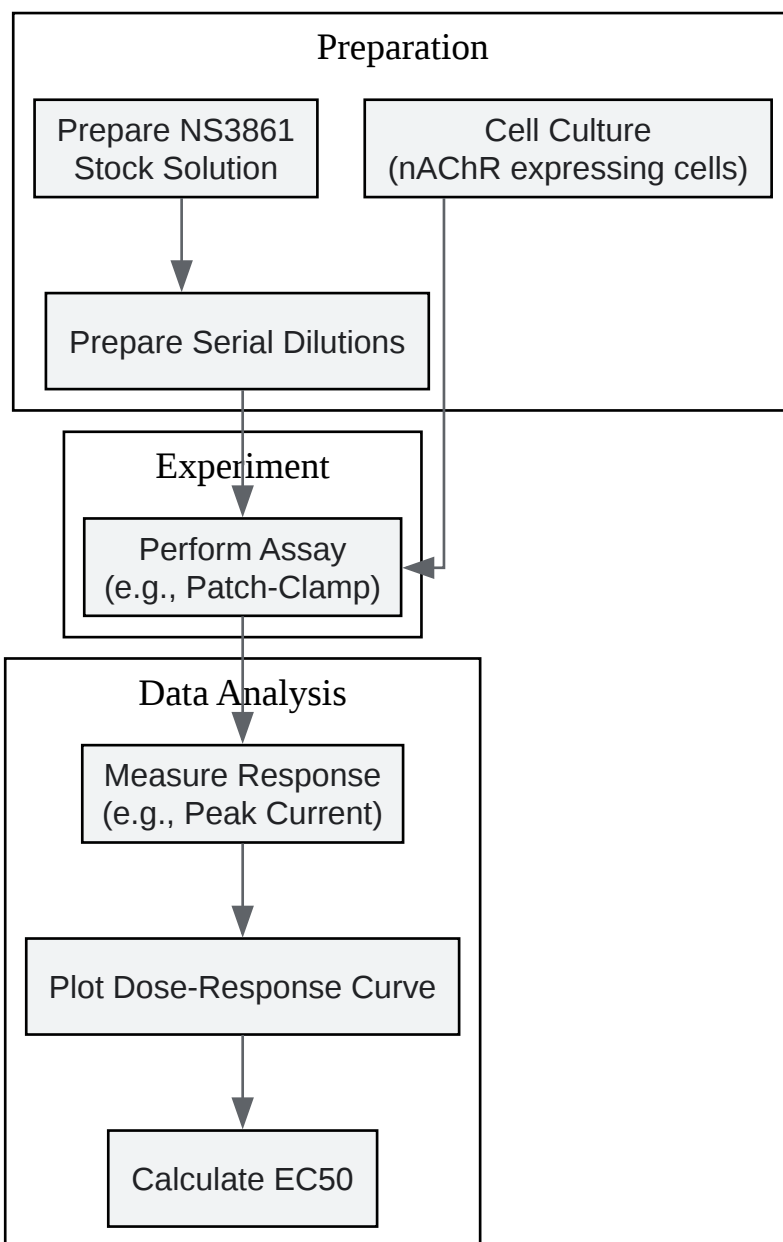 Preparation
Prepare NS3861
Stock Solution
Cell Culture
(nAChR expressing cells)
Prepare Serial Dilutions
Experiment
Perform Assay
(e.g., Patch-Clamp)
Data Analysis
Measure Response
(e.g., Peak Current)
Plot Dose-Response Curve
Calculate EC50